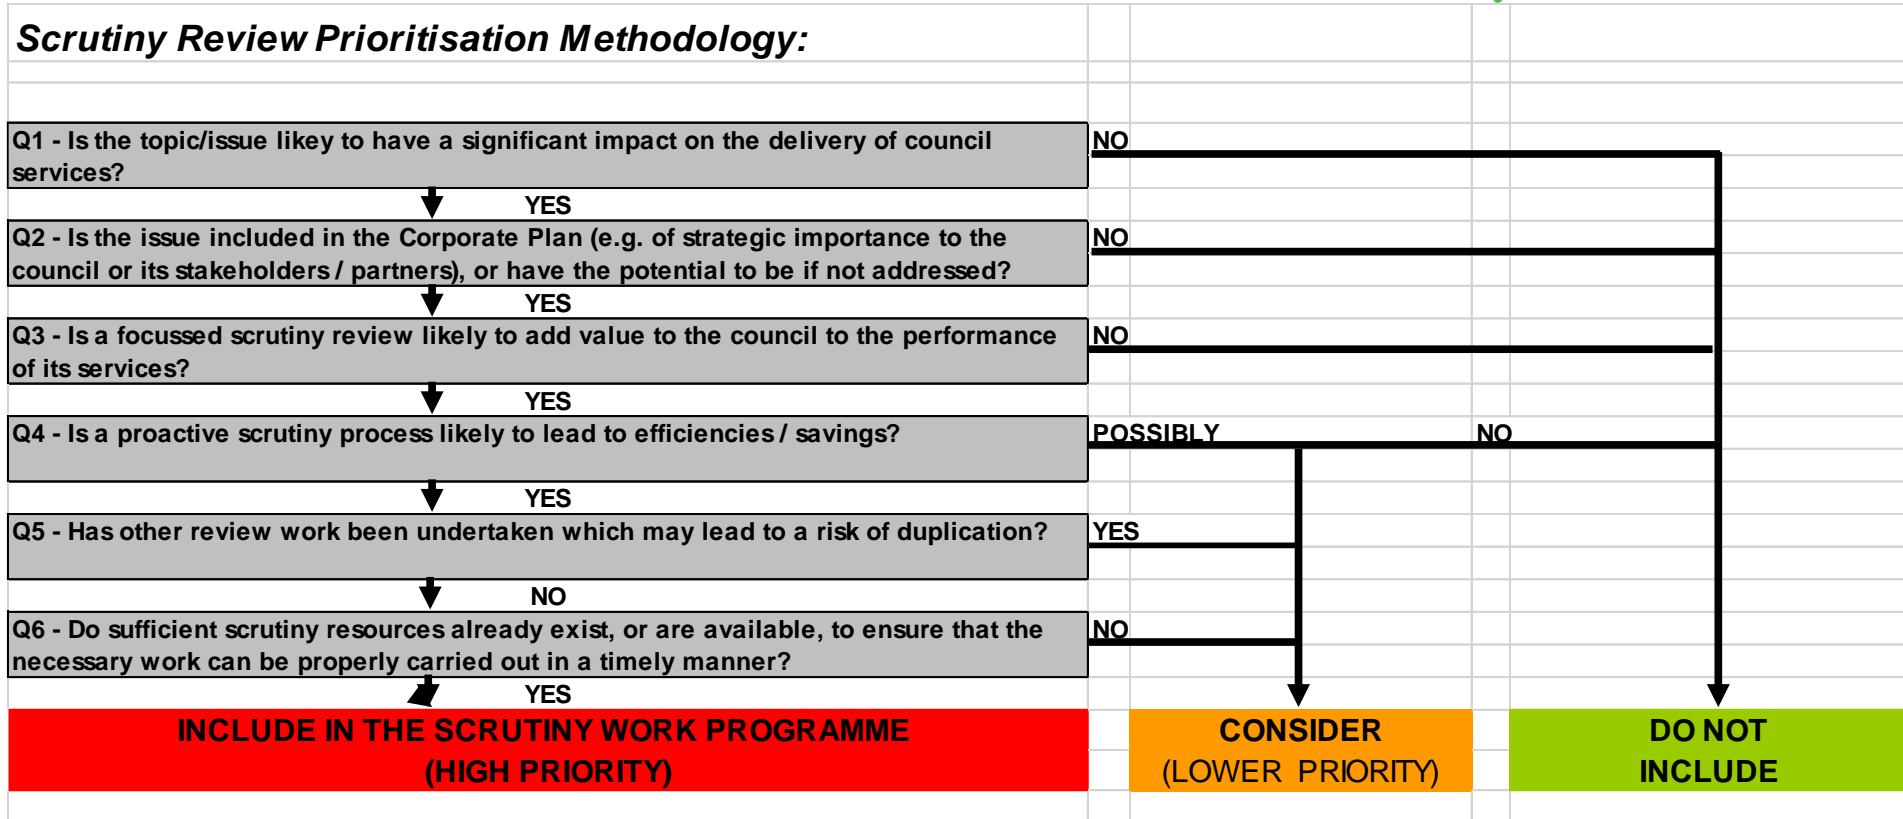 Scrutiny Review Prioritisation Methodology:
Q1 - Is the topic/issue likey to have a significant impact on the delivery of council
services?
NO
YES
Q2 - Is the issue included in the Corporate Plan (e.g. of strategic importance to the
council or its stakeholders / partners), or have the potential to be if not addressed?
NO
YES
Q3 - Is a focussed scrutiny review likely to add value to the council to the performance
of its services?
NO
YES
Q4 - Is a proactive scrutiny process likely to lead to efficiencies / savings?
POSSIBLY
NO
YES
Q5 - Has other review work been undertaken which may lead to a risk of duplication?
YES
NO
Q6 - Do sufficient scrutiny resources already exist, or are available, to ensure that the
necessary work can be properly carried out in a timely manner?
NO
YES
INCLUDE IN THE SCRUTINY WORK PROGRAMME
(HIGH PRIORITY)
CONSIDER
(LOWER PRIORITY)
DO NOT
INCLUDE